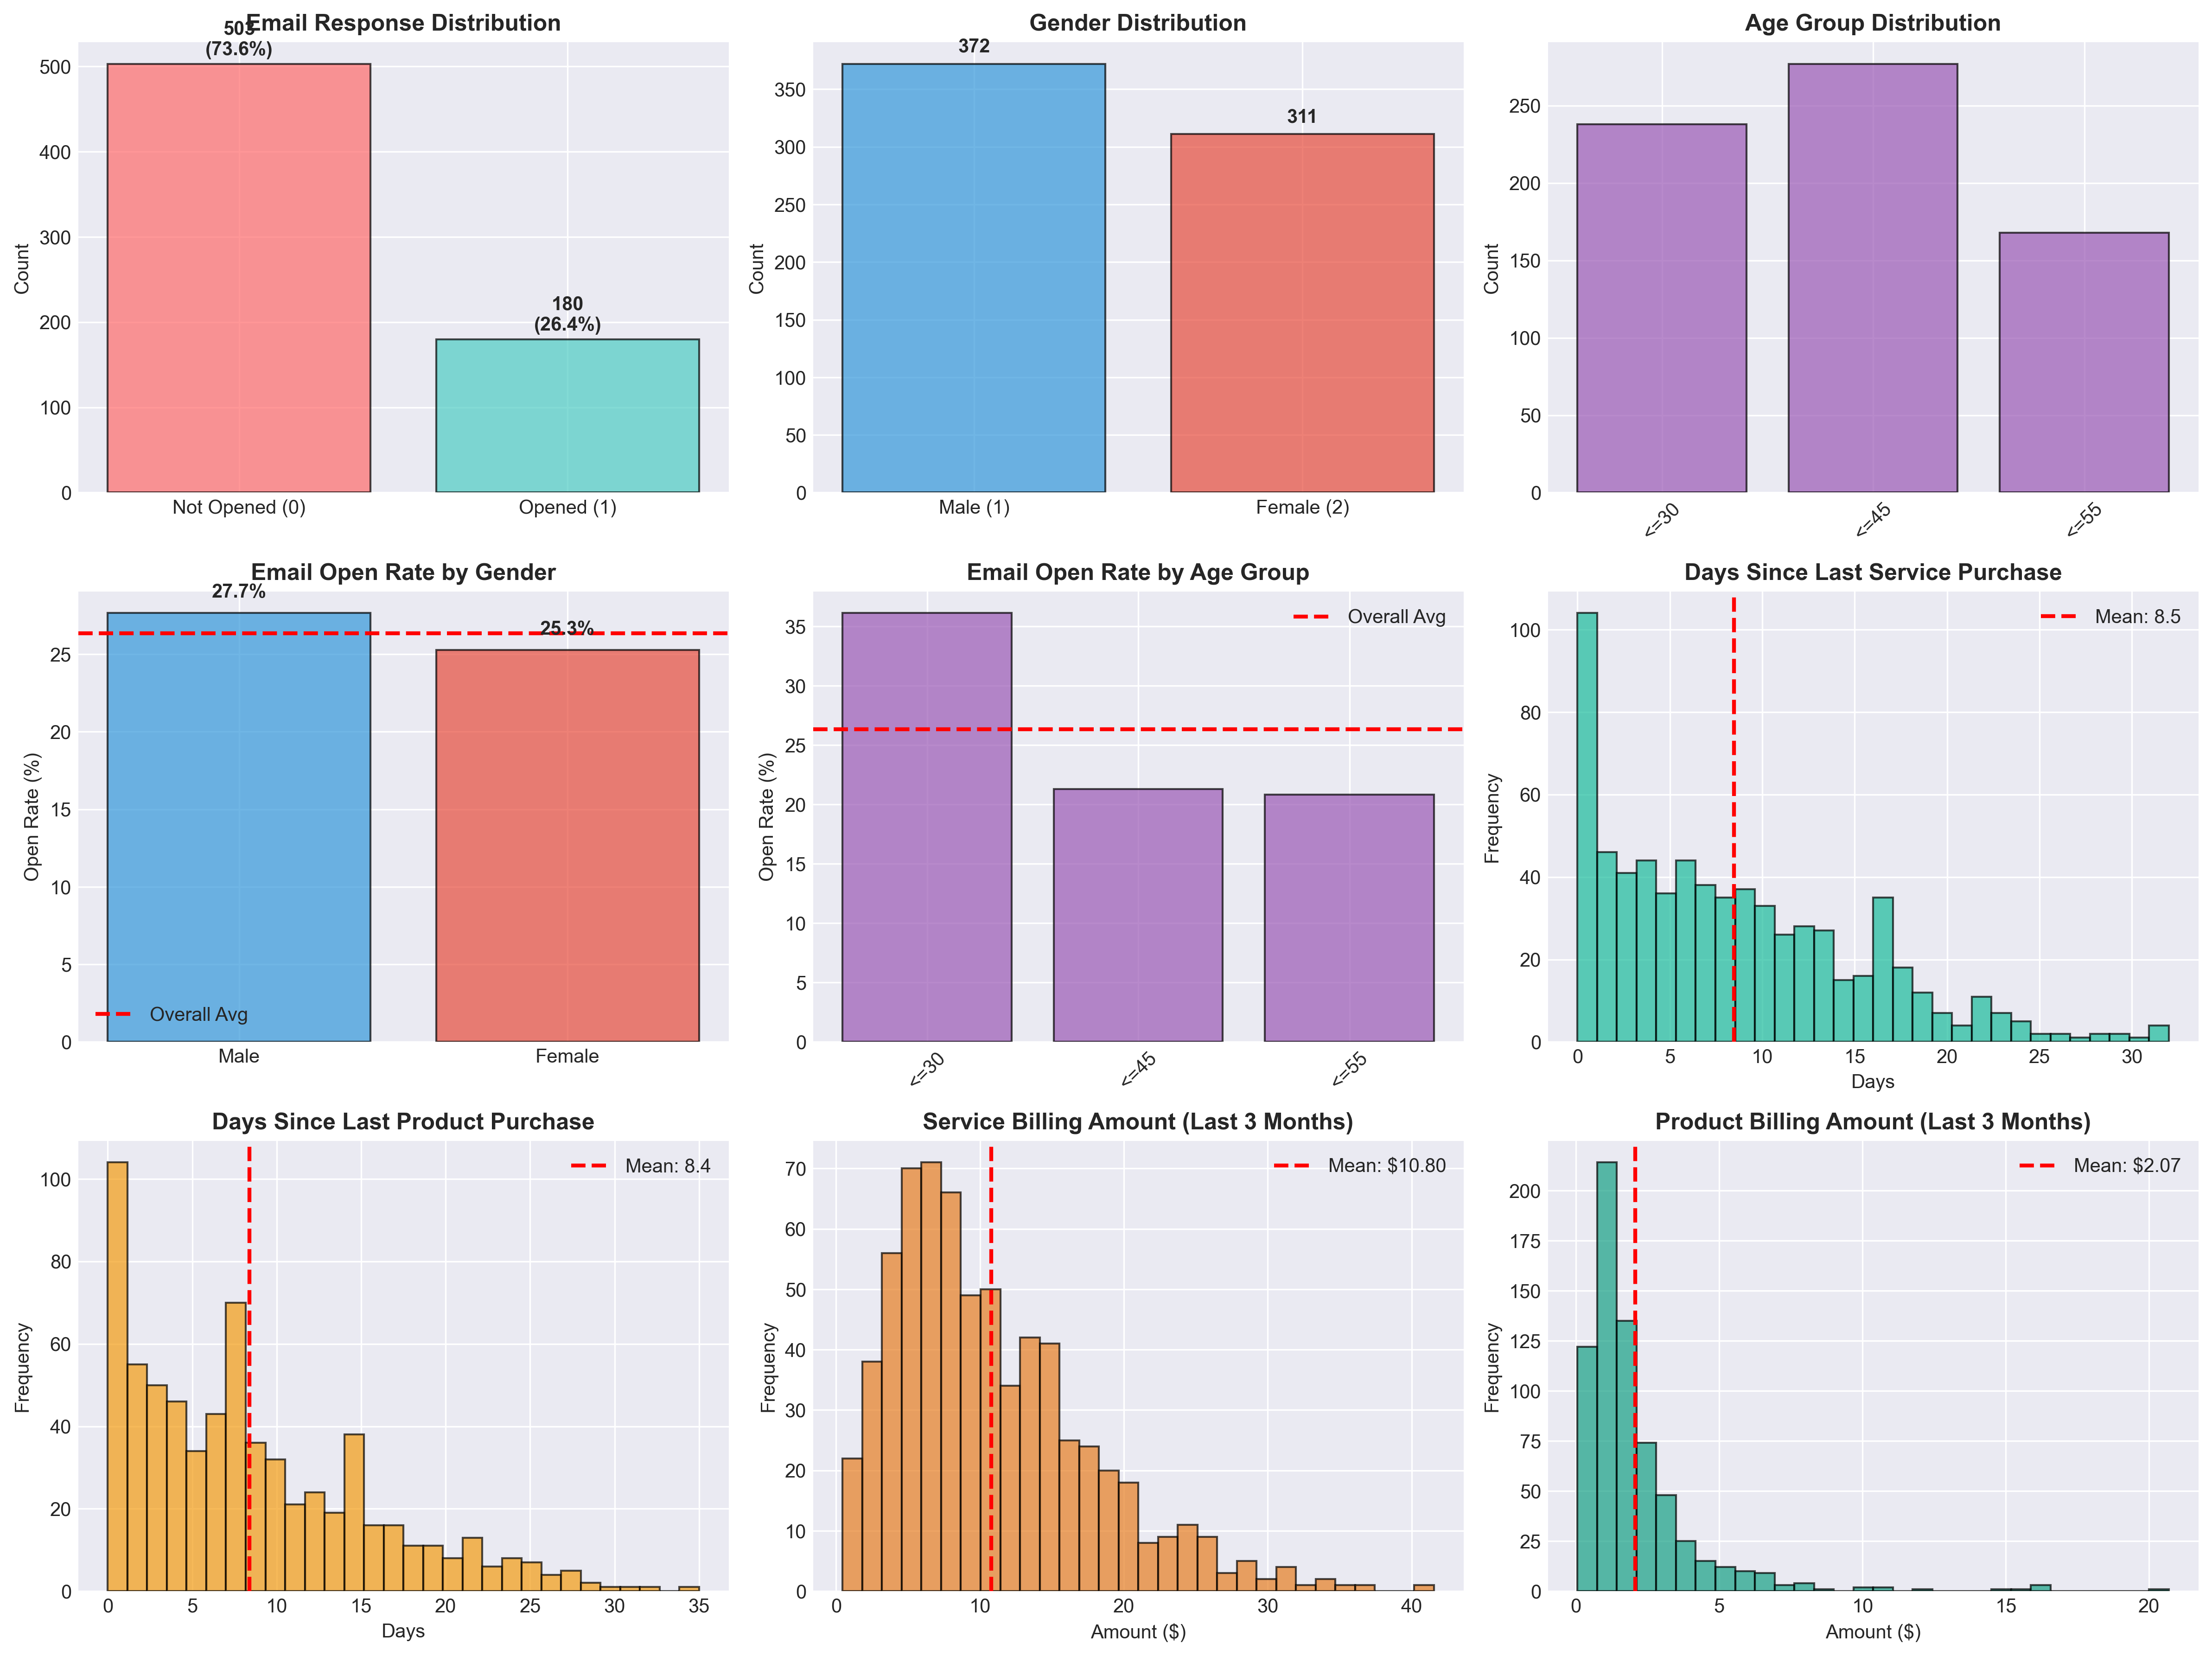 Email Response Distribution
503
(73.6%)
180
(26.4%)
500
400
300
200
100
0
Count
Not Opened (0)
Opened (1)
Gender Distribution
372
311
350
300
250
200
150
100
50
0
Count
Male (1)
Female (2)
Age Group Distribution
250
200
150
100
50
0
Count
<=30
<=45
<=55
Email Open Rate by Gender
27.7%
25.3%
25
20
15
10
5
0
Open Rate (%)
Overall Avg
Male
Female
Email Open Rate by Age Group
Overall Avg
35
30
25
20
15
10
5
0
Open Rate (%)
<=30
<=45
<=55
Days Since Last Service Purchase
Mean: 8.5
100
80
60
40
20
0
Frequency
0 5 10 15 20 25 30
Days
Days Since Last Product Purchase
Mean: 8.4
100
80
60
40
20
0
Frequency
0 5 10 15 20 25 30 35
Days
Service Billing Amount (Last 3 Months)
Mean: $10.80
70
60
50
40
30
20
10
0
Frequency
0 10 20 30 40
Amount ($)
Product Billing Amount (Last 3 Months)
Mean: $2.07
200
175
150
125
100
75
50
25
0
Frequency
0 5 10 15 20
Amount ($)